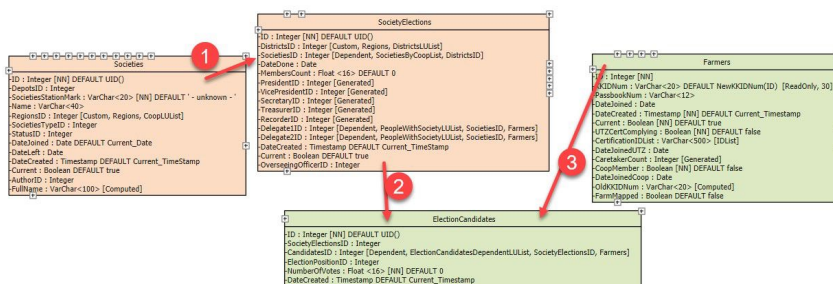 Societies
-ID : Integer [NN] DEFAULT UID()
-DepotsID : Integer
-SocietiesStationMark : VarChar<20> [NN] DEFAULT ' - unknown - '
-Name : VarChar<40>
-RegionsID : Integer [Custom, Regions, CoopLUList]
-SocietiesTypeID : Integer
-StatusID : Integer
-DateJoined : Date DEFAULT Current_Date
-DateLeft : Date
-DateCreated : Timestamp DEFAULT Current_TimeStamp
-Current : Boolean DEFAULT true
-AuthorID : Integer
-FullName : VarChar<100> [Computed]
1
SocietyElections
-ID : Integer [NN] DEFAULT UID()
-DistrictsID : Integer [Custom, Regions, DistrictsLUList]
-SocietiesID : Integer [Dependent, SocietiesByCoopList, DistrictsID]
-DateDone : Date
-MembersCount : Float <16> DEFAULT 0
-PresidentID : Integer [Generated]
-VicePresidentID : Integer [Generated]
-SecretaryID : Integer [Generated]
-TreasurerID : Integer [Generated]
-RecorderID : Integer [Generated]
-Delegate1ID : Integer [Dependent, PeopleWithSocietyLUList, SocietiesID, Farmers]
-Delegate2ID : Integer [Dependent, PeopleWithSocietyLUList, SocietiesID, Farmers]
-DateCreated : Timestamp DEFAULT Current_TimeStamp
-Current : Boolean DEFAULT true
-OverseeingOfficerID : Integer
2
3
Farmers
-ID : Integer [NN]
KKIDNum : VarChar<20> DEFAULT NewKKIDNum(ID) [ReadOnly, 30]
-PassbookNum : VarChar<12>
-DateJoined : Date
-DateCreated : Timestamp [NN] DEFAULT Current_Timestamp
-Current : Boolean [NN] DEFAULT true
-UTZCertComplying : Boolean [NN] DEFAULT false
-CertificationIDList : VarChar<500> [IDList]
-DateJoinedUTZ : Date
-CaretakerCount : Integer [Generated]
-CoopMember : Boolean [NN] DEFAULT false
-DateJoinedCoop : Date
-OldKKIDNum : VarChar<20> [Computed]
-FarmMapped : Boolean DEFAULT false
ElectionCandidates
-ID : Integer [NN] DEFAULT UID()
-SocietyElectionsID : Integer
-CandidatesID : Integer [Dependent, ElectionCandidatesDependentLUList, SocietyElectionsID, Farmers]
-ElectionPositionID : Integer
-NumberOfVotes : Float <16> [NN] DEFAULT 0
-DateCreated : Timestamp DEFAULT Current_Timestamp